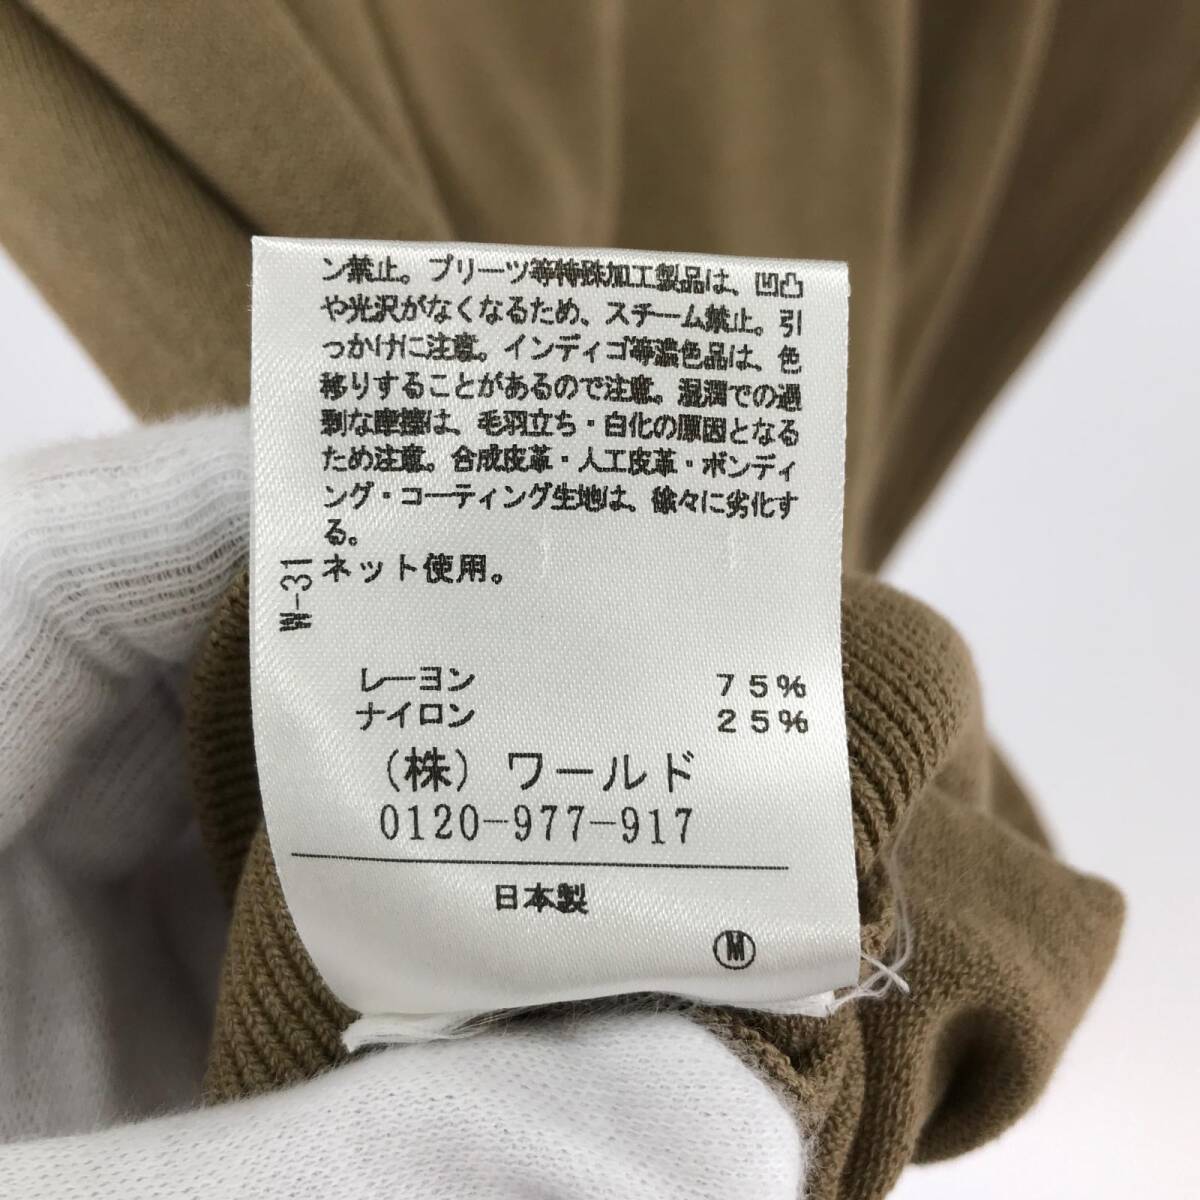 ン禁止。プリーツ等特殊加工製品は、凹凸
や光沢がなくなるため、スチーム禁止。引
っかけに注意。インディゴ等濃色品は、色
移りすることがあるので注意。湿潤での過
剰な摩擦は、毛羽立ち・白化の原因となる
ため注意。合成皮革・人工皮革・ボンディ
ング・コーティング生地は、徐々に劣化す
る。
ネット使用。
W-31
レーヨン 75%
ナイロン 25%
(株) ワールド
0120-977-917
日本製
M